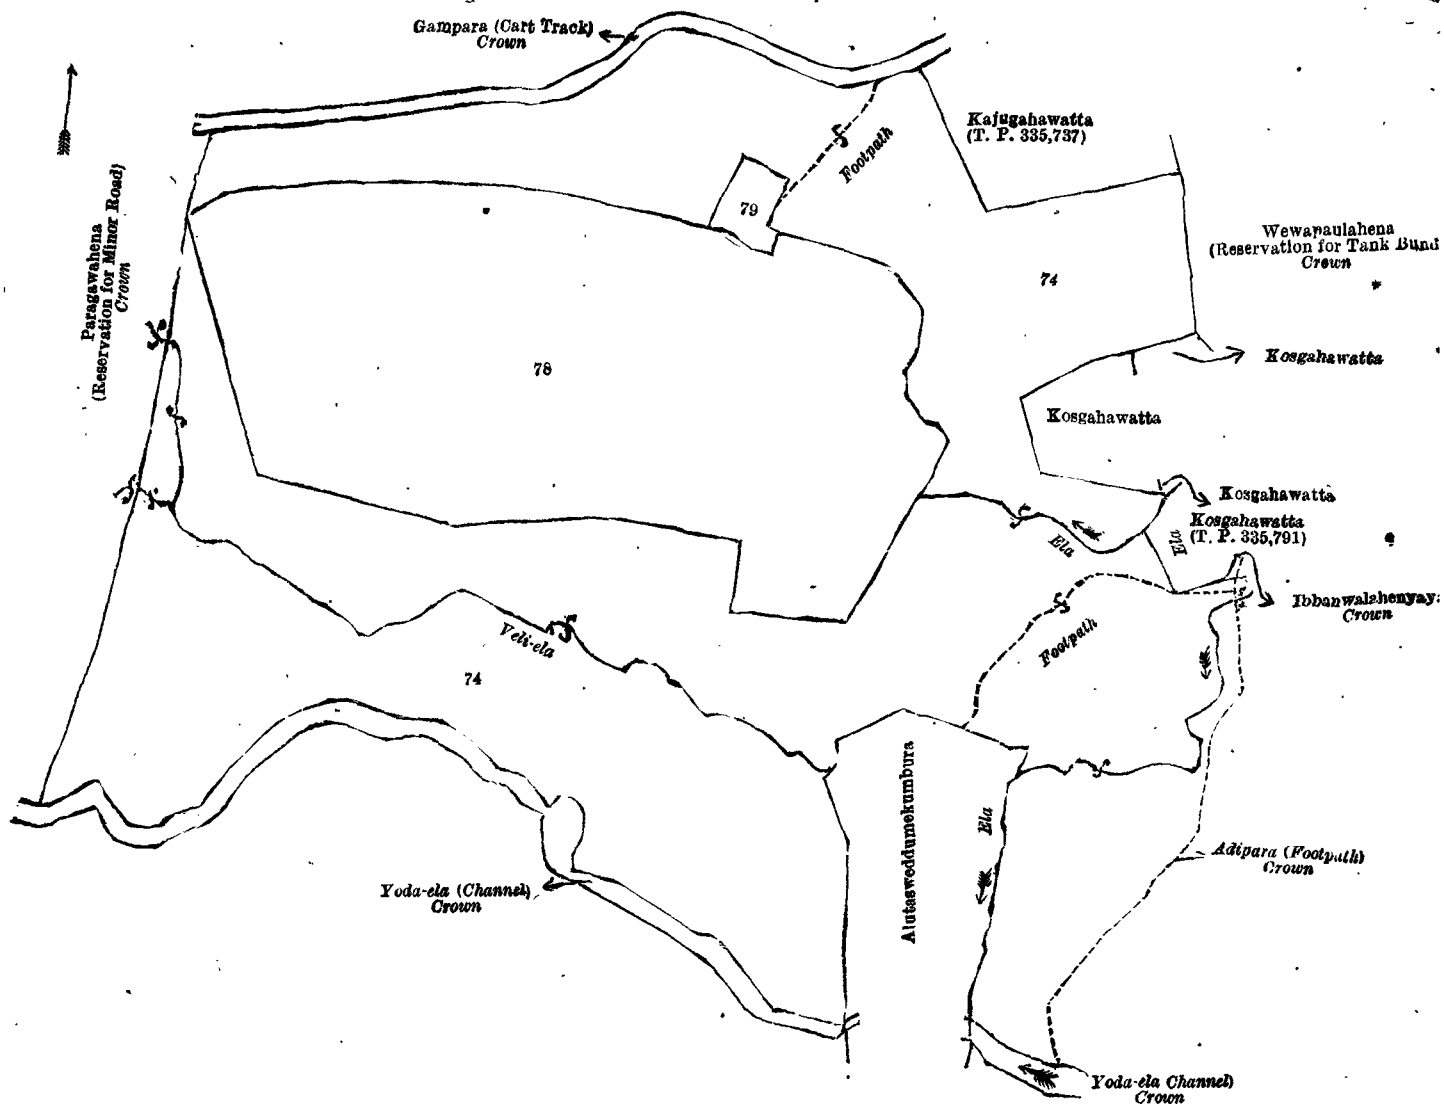 Gampara (Cart Track)
Crown
Kajugahawatta
(T. P. 335,737)
Footpath
79
Paragawahena
(Reservation for Minor Road)
Crown
Wewapaulahena
(Reservation for Tank Bund
Crown
74
78
Kosgahawatta
Kosgahawatta
Kosgahawatta
Kosgahawatta
(T. P. 335,791)
Ela
Ela
Ibbanwalahenyaya
Crown
Footpath
Veli-ela
74
Alutasweddumekumbura
Ela
Adipara (Footpath)
Crown
Yoda-ela (Channel)
Crown
Yoda-ela Channel)
Crown